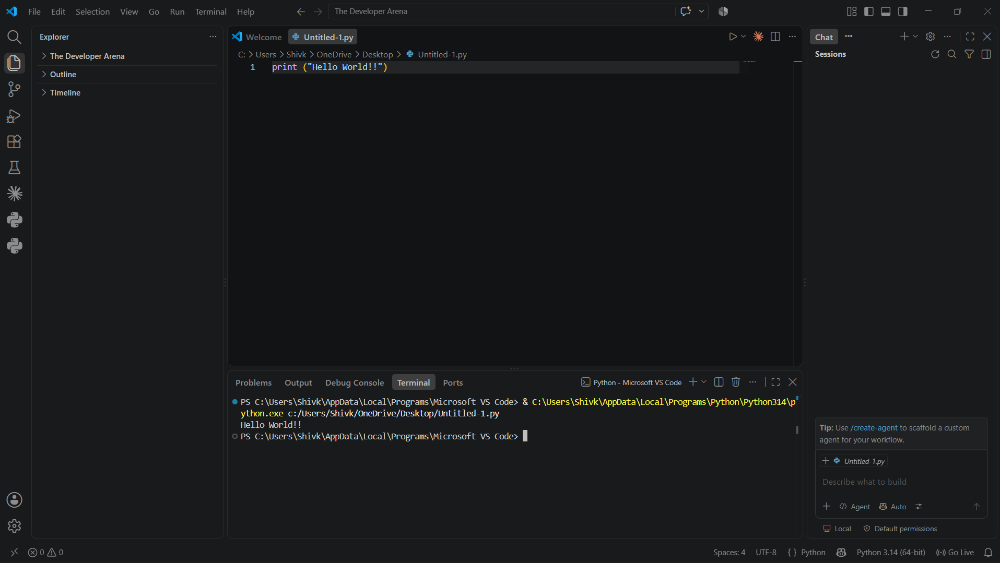 File Edit Selection View Go Run Terminal Help
The Developer Arena
Explorer
The Developer Arena
Outline
Timeline
Welcome
Untitled-1.py
C: > Users > Shivk > OneDrive > Desktop > Untitled-1.py
1 print ("Hello World!!")
Problems Output Debug Console Terminal Ports
Python - Microsoft VS Code
PS C:\Users\Shivk\AppData\Local\Programs\Microsoft VS Code> & C:\Users\Shivk\AppData\Local\Programs\Python\Python314\p
ython.exe c:/Users/Shivk/OneDrive/Desktop/Untitled-1.py
Hello World!!
PS C:\Users\Shivk\AppData\Local\Programs\Microsoft VS Code>
Chat
Sessions
Tip: Use /create-agent to scaffold a custom
agent for your workflow.
Untitled-1.py
Describe what to build
Agent Auto
Local Default permissions
0 0
Spaces: 4 UTF-8 { } Python Python 3.14 (64-bit) Go Live